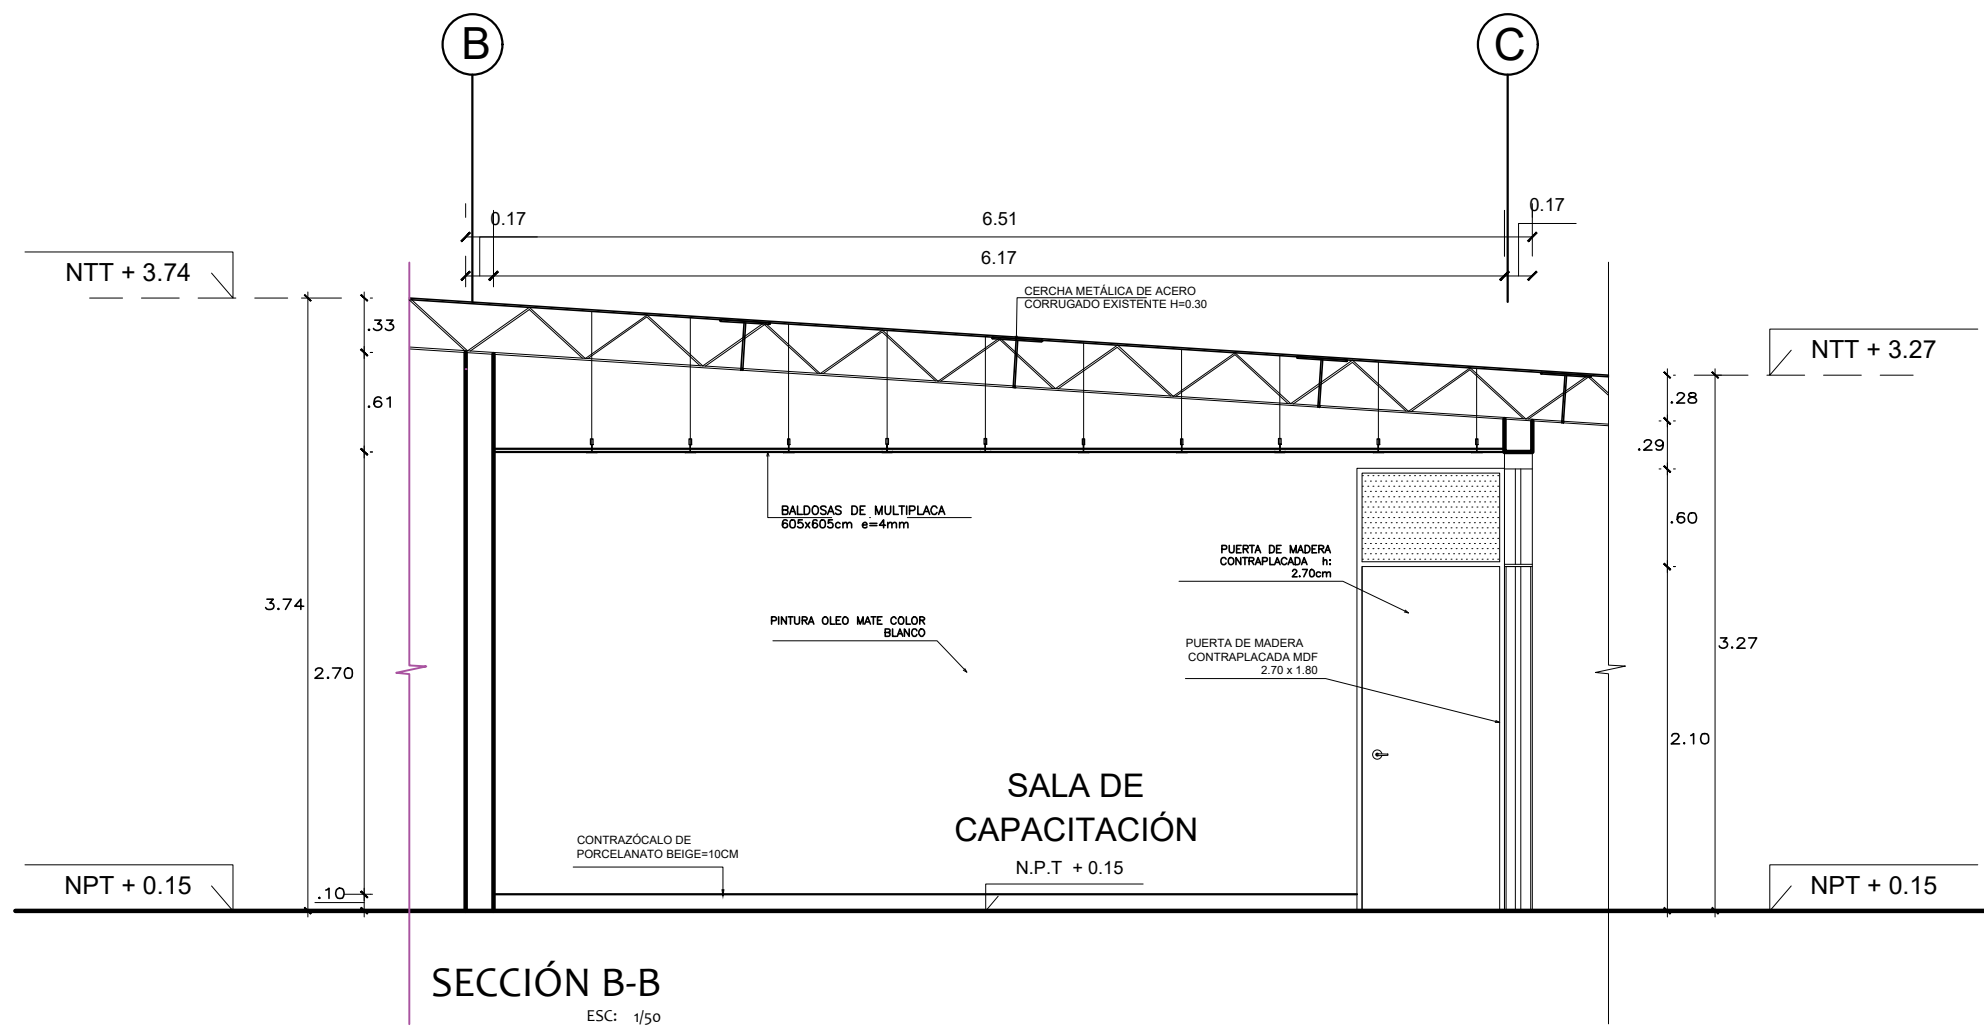 B
C
0.17
6.51
0.17
6.17
NTT + 3.74
CERCHA METÁLICA DE ACERO
CORRUGADO EXISTENTE H=0.30
.33
NTT + 3.27
.61
.28
.29
BALDOSAS DE MULTIPLACA
605x605cm e=4mm
.60
PUERTA DE MADERA
CONTRAPLACADA h:
2.70cm
3.74
PINTURA OLEO MATE COLOR
BLANCO
PUERTA DE MADERA
CONTRAPLACADA MDF
2.70 x 1.80
3.27
2.70
2.10
SALA DE
CAPACITACIÓN
CONTRAZÓCALO DE
PORCELANATO BEIGE=10CM
N.P.T + 0.15
NPT + 0.15
.10
NPT + 0.15
SECCIÓN B-B
ESC: 1/50